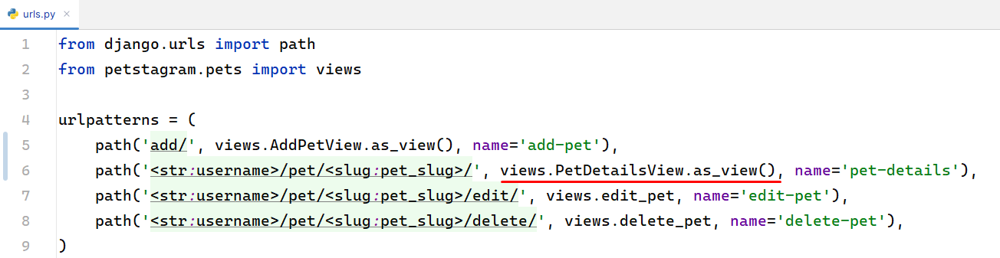 urls.py ×
1 from django.urls import path
2 from petstagram.pets import views
3
4 urlpatterns = (
5     path('add/', views.AddPetView.as_view(), name='add-pet'),
6     path('<str:username>/pet/<slug:pet_slug>/', views.PetDetailsView.as_view(), name='pet-details'),
7     path('<str:username>/pet/<slug:pet_slug>/edit/', views.edit_pet, name='edit-pet'),
8     path('<str:username>/pet/<slug:pet_slug>/delete/', views.delete_pet, name='delete-pet'),
9 )